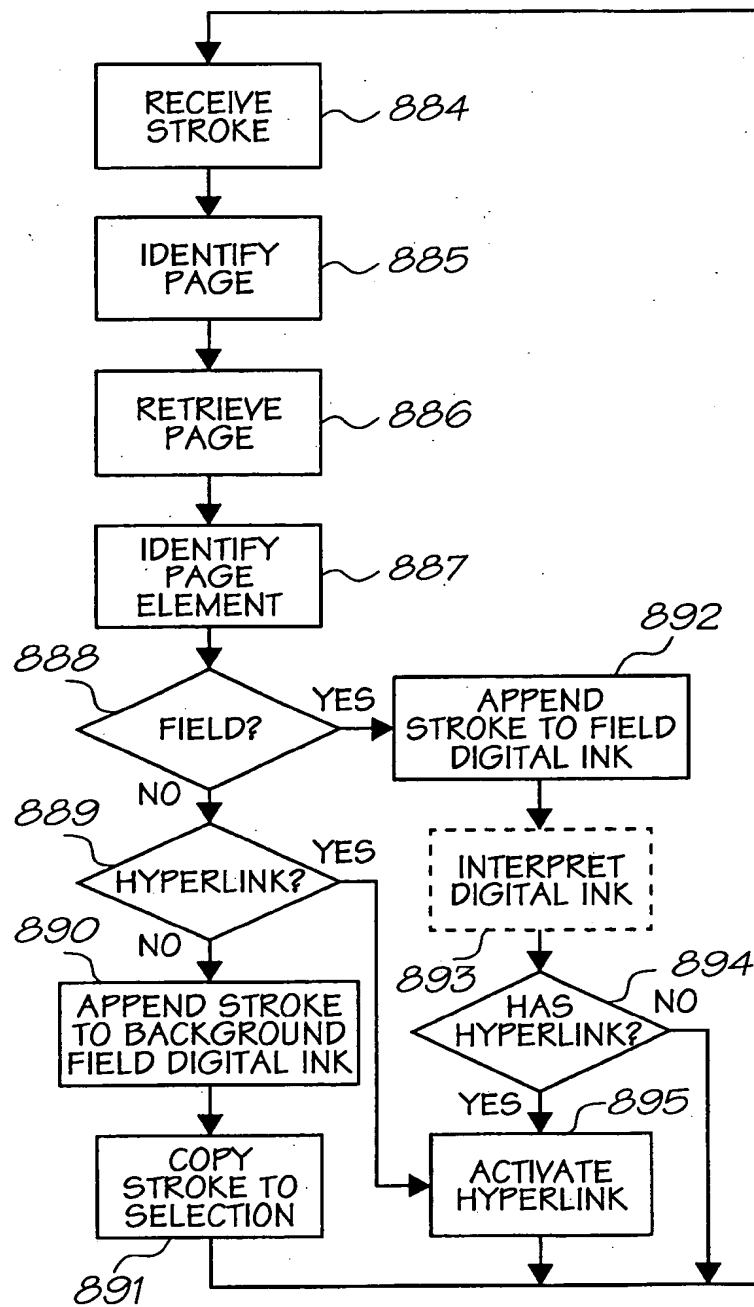 RECEIVE
STROKE
884
IDENTIFY
PAGE
885
RETRIEVE
PAGE
886
IDENTIFY
PAGE
ELEMENT
887
888
FIELD?
YES
NO
892
APPEND
STROKE TO FIELD
DIGITAL INK
889
HYPERLINK?
YES
NO
INTERPRET
DIGITAL INK
893
890
APPEND STROKE
TO BACKGROUND
FIELD DIGITAL INK
894
HAS
HYPERLINK?
NO
YES
895
COPY
STROKE TO
SELECTION
891
ACTIVATE
HYPERLINK